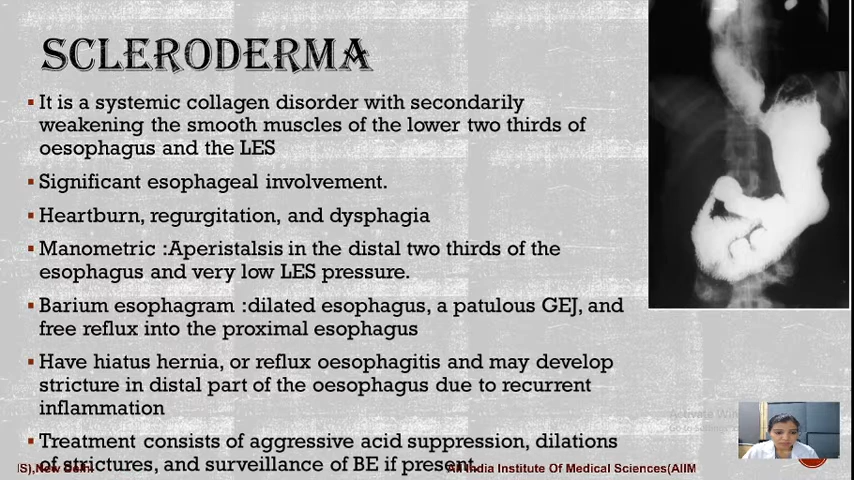 SCLERODERMA
▪ It is a systemic collagen disorder with secondarily
weakening the smooth muscles of the lower two thirds of
oesophagus and the LES
▪ Significant esophageal involvement.
▪ Heartburn, regurgitation, and dysphagia
▪ Manometric :Aperistalsis in the distal two thirds of the
esophagus and very low LES pressure.
▪ Barium esophagram :dilated esophagus, a patulous GEJ, and
free reflux into the proximal esophagus
▪ Have hiatus hernia, or reflux oesophagitis and may develop
stricture in distal part of the oesophagus due to recurrent
inflammation
Activate Win
▪ Treatment consists of aggressive acid suppression, dilations
of strictures, and surveillance of BE if present.
IS),New Delhi.
All India Institute Of Medical Sciences(AIIM